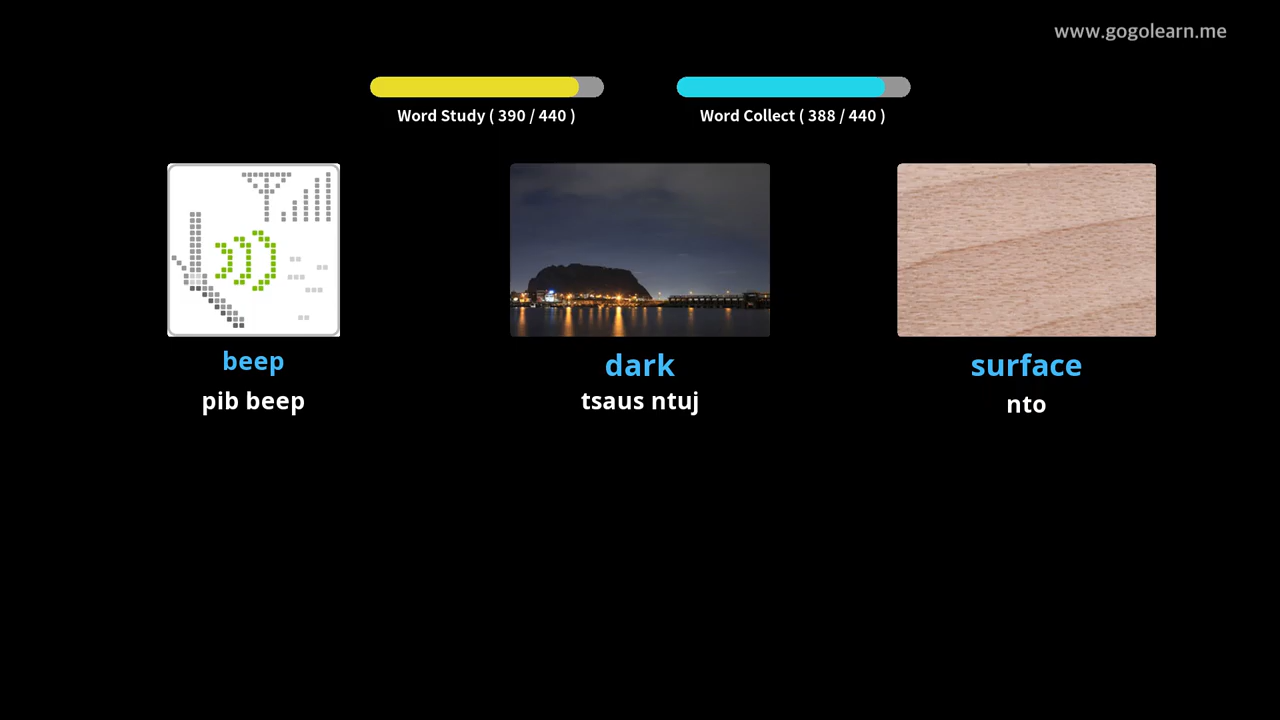 www.gogolearn.me
Word Study ( 390 / 440 )
Word Collect ( 388 / 440 )
beep
pib beep
dark
tsaus ntuj
surface
nto